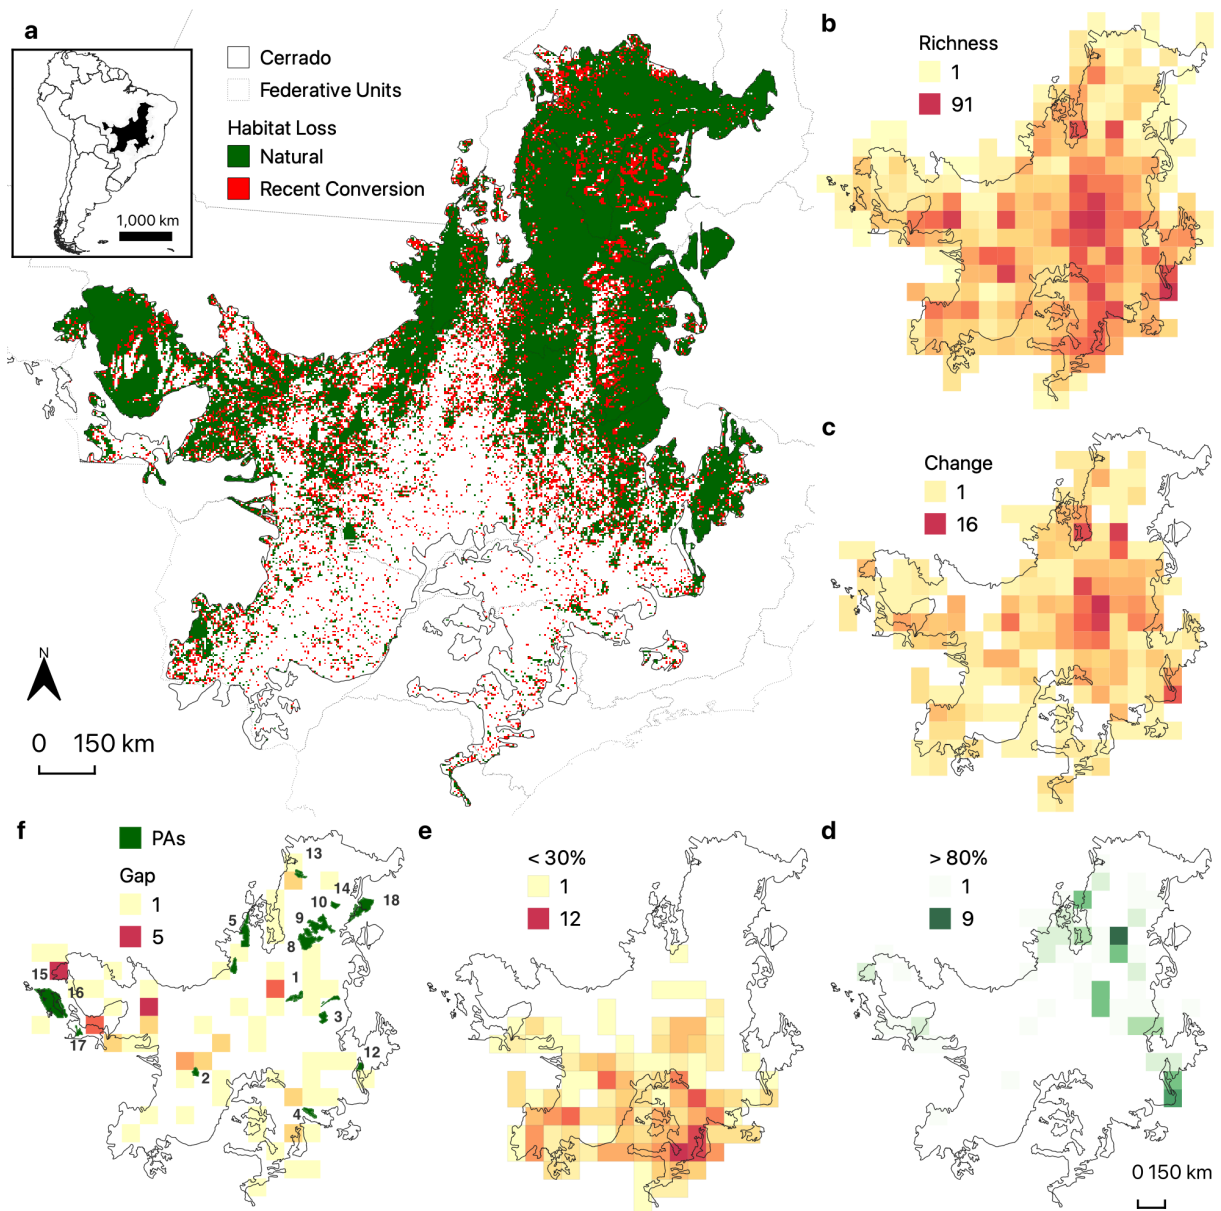 a
Cerrado
Federative Units
Habitat Loss
Natural
Recent Conversion
1,000 km
N
0 150 km
b
Richness
1
91
c
Change
1
16
f
PAs
Gap
1
5
13
14
18
10
9
5
8
15
1
16
3
17
12
2
4
e
< 30%
1
12
d
> 80%
1
9
0 150 km